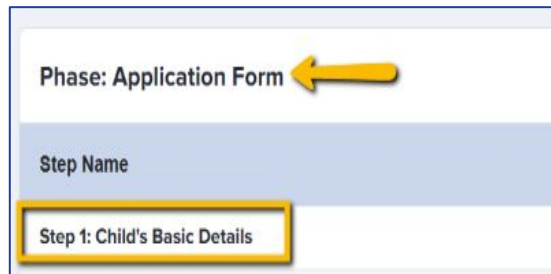 Phase: Application Form
Step Name
Step 1: Child's Basic Details